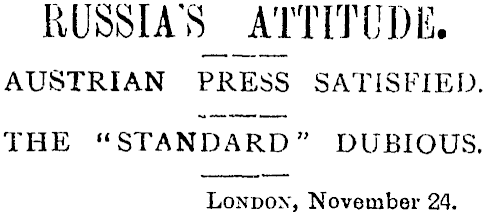 RUSSIA'S ATTITUDE.
AUSTRIAN PRESS SATISFIED.
THE "STANDARD" DUBIOUS.
LONDON, November 24.